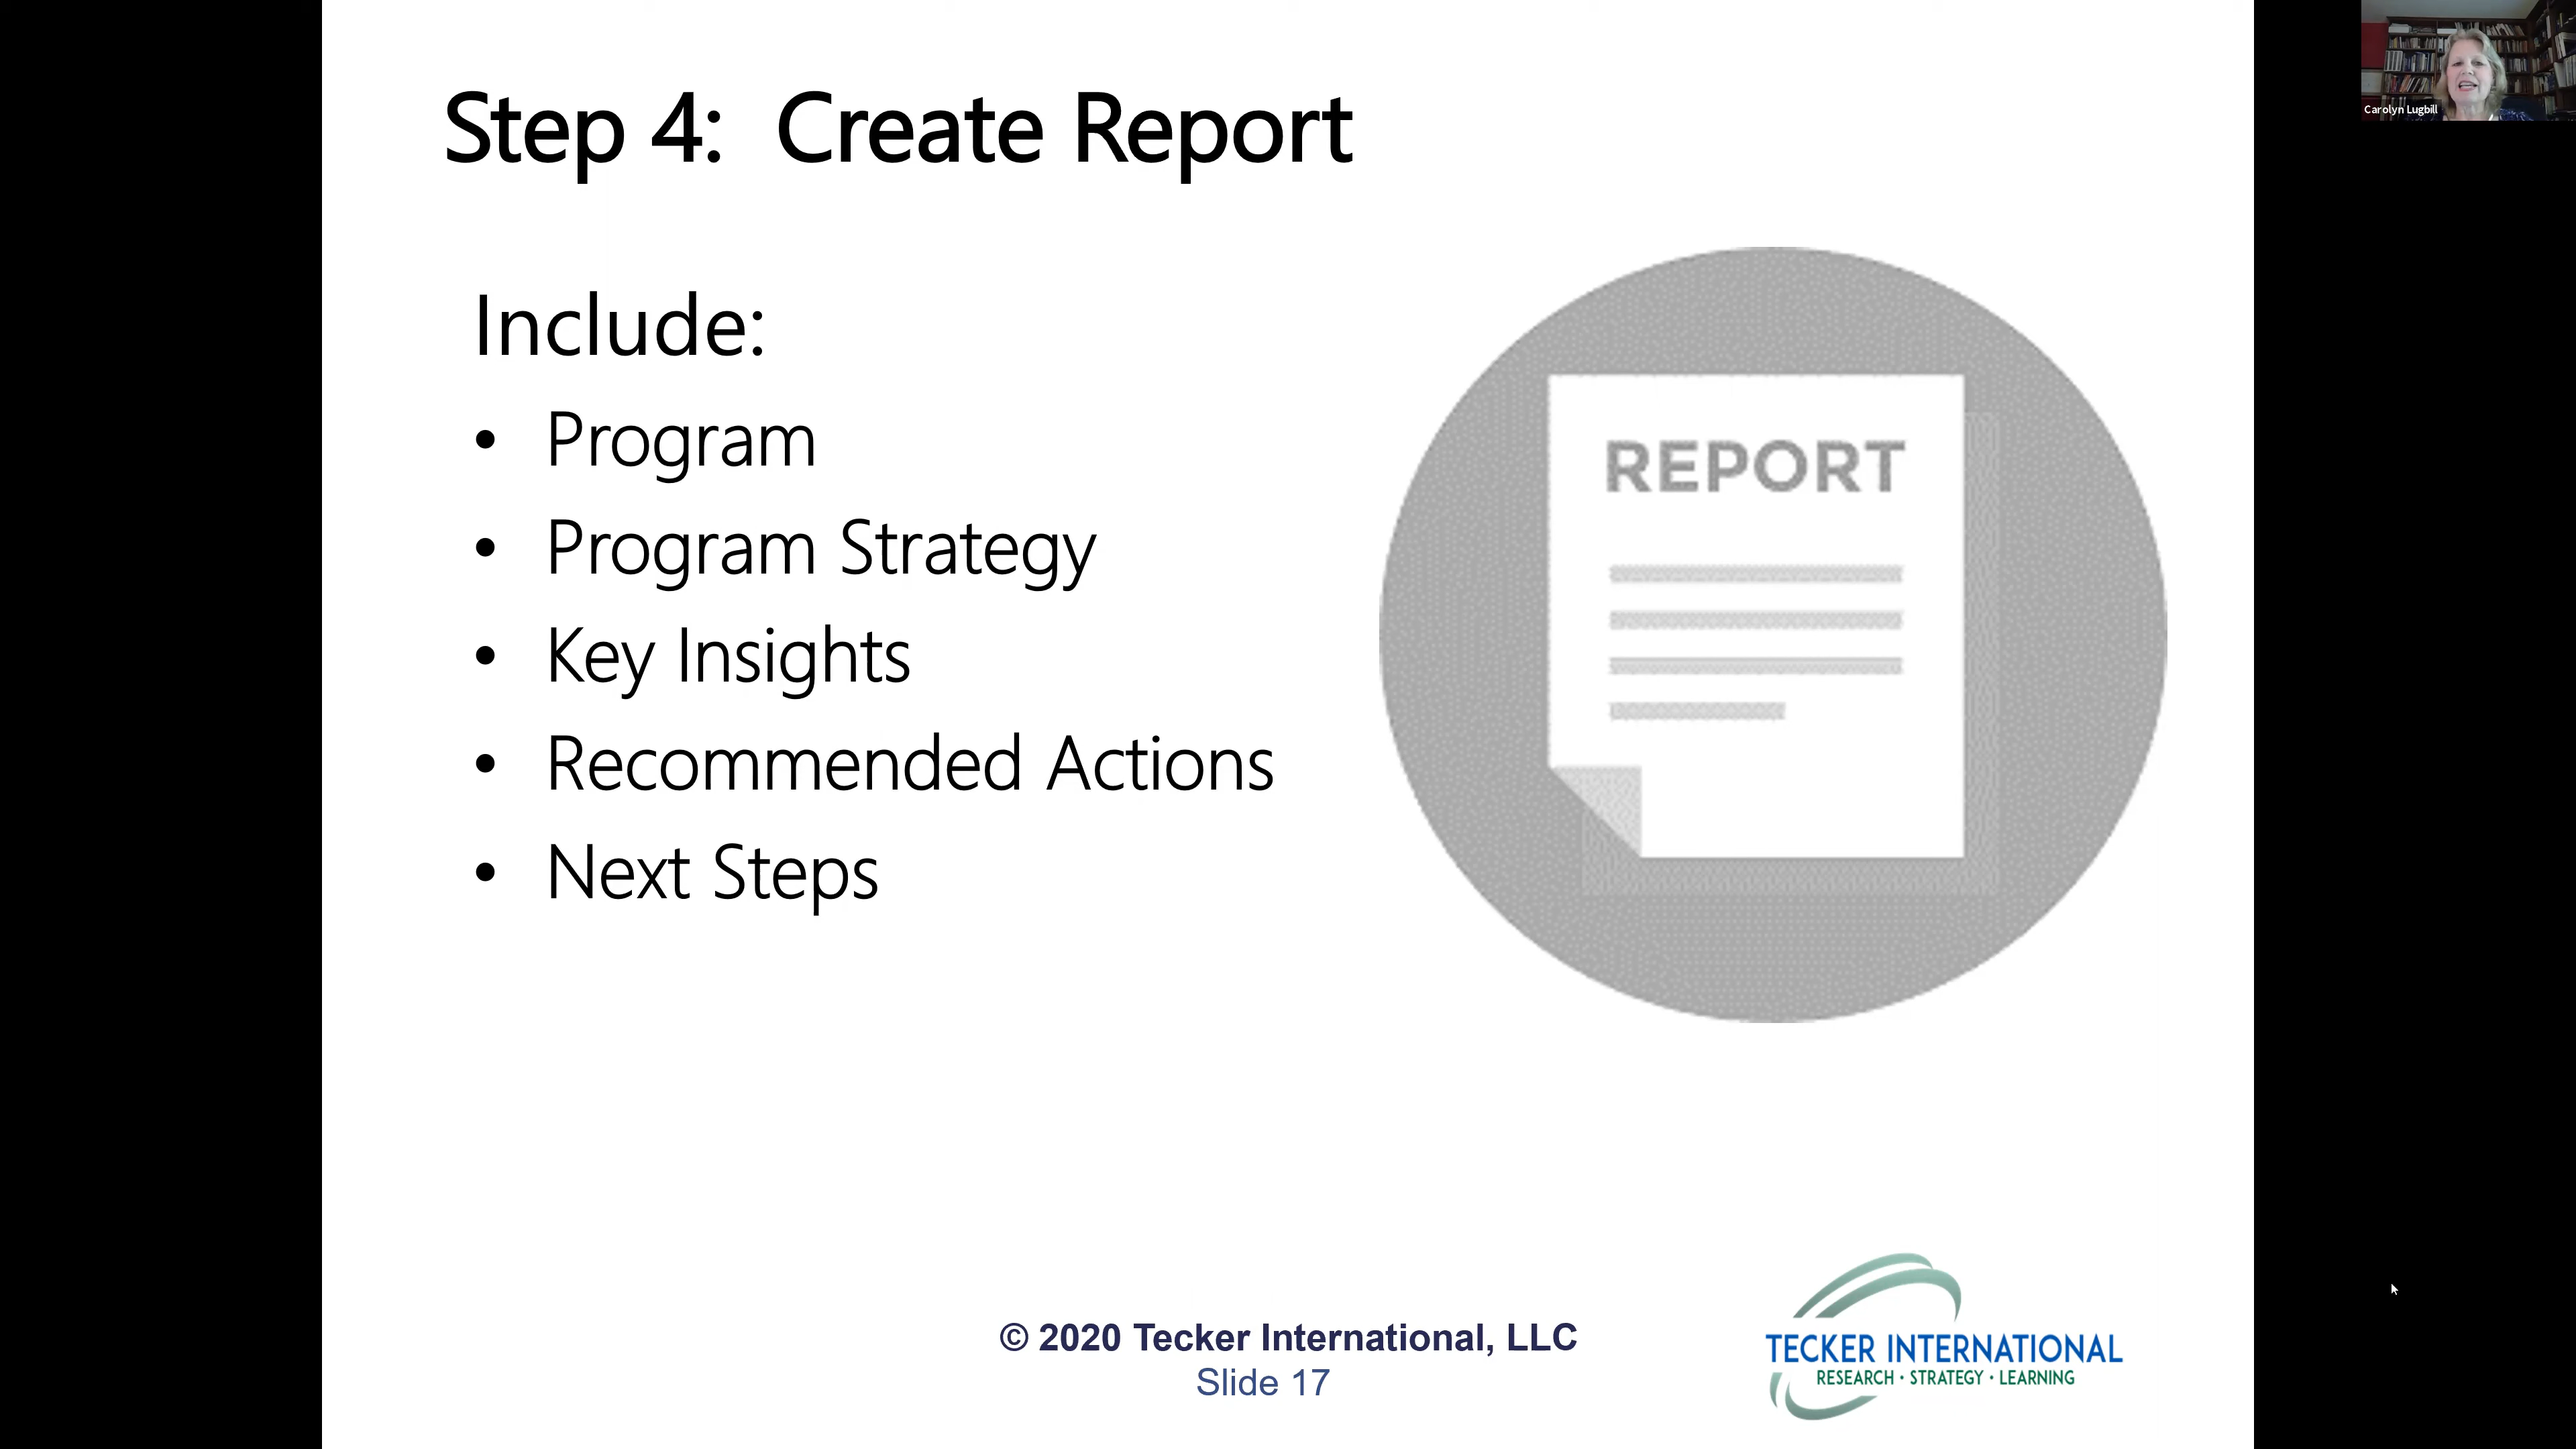 Step 4:  Create Report
Include:
• Program
• Program Strategy
• Key Insights
• Recommended Actions
• Next Steps
REPORT
© 2020 Tecker International, LLC
Slide 17
TECKER INTERNATIONAL
RESEARCH • STRATEGY • LEARNING
Carolyn Lugbill